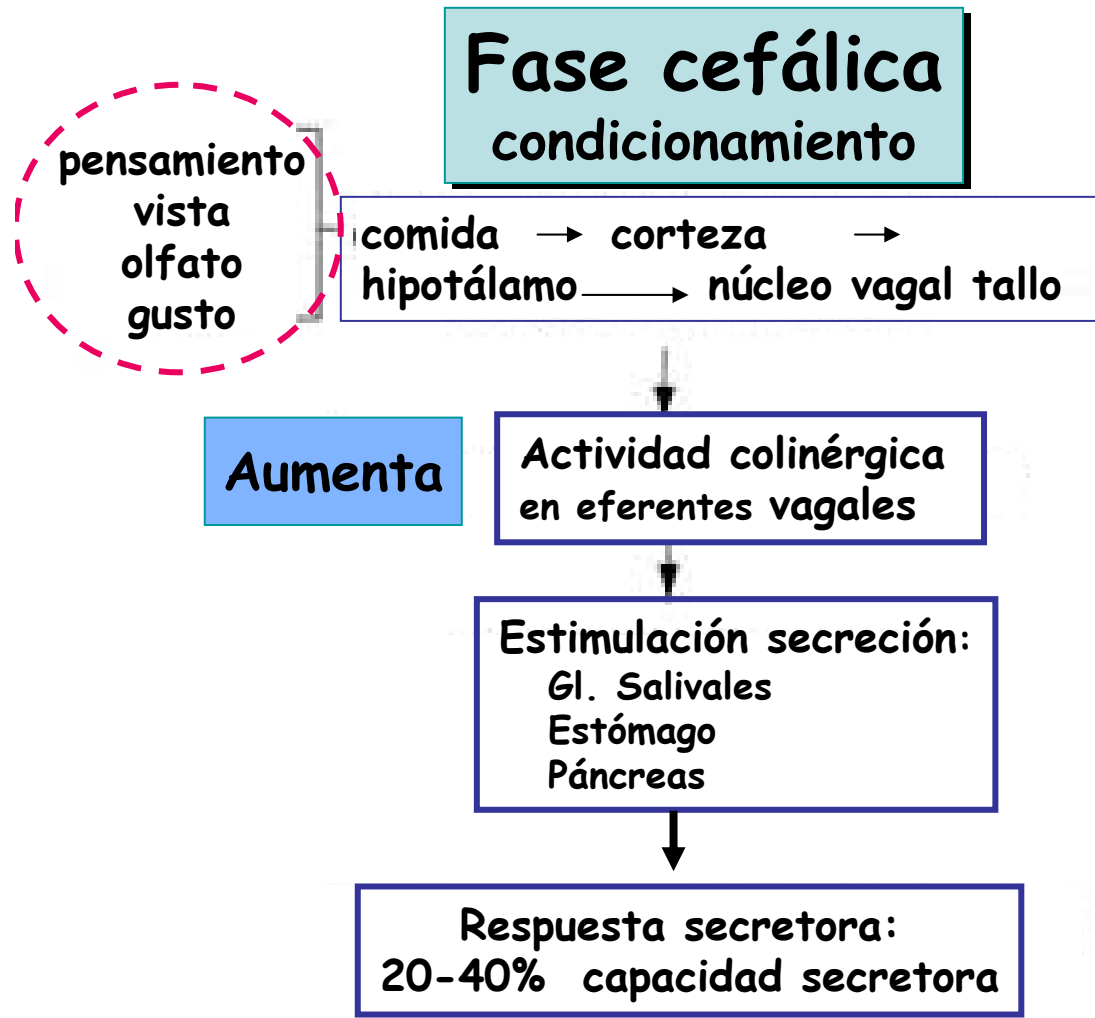 Fase cefálica
condicionamiento
pensamiento
vista
olfato
gusto
comida → corteza →
hipotálamo → núcleo vagal tallo
Aumenta
Actividad colinérgica
en eferentes vagales
Estimulación secreción:
Gl. Salivales
Estómago
Páncreas
Respuesta secretora:
20-40% capacidad secretora